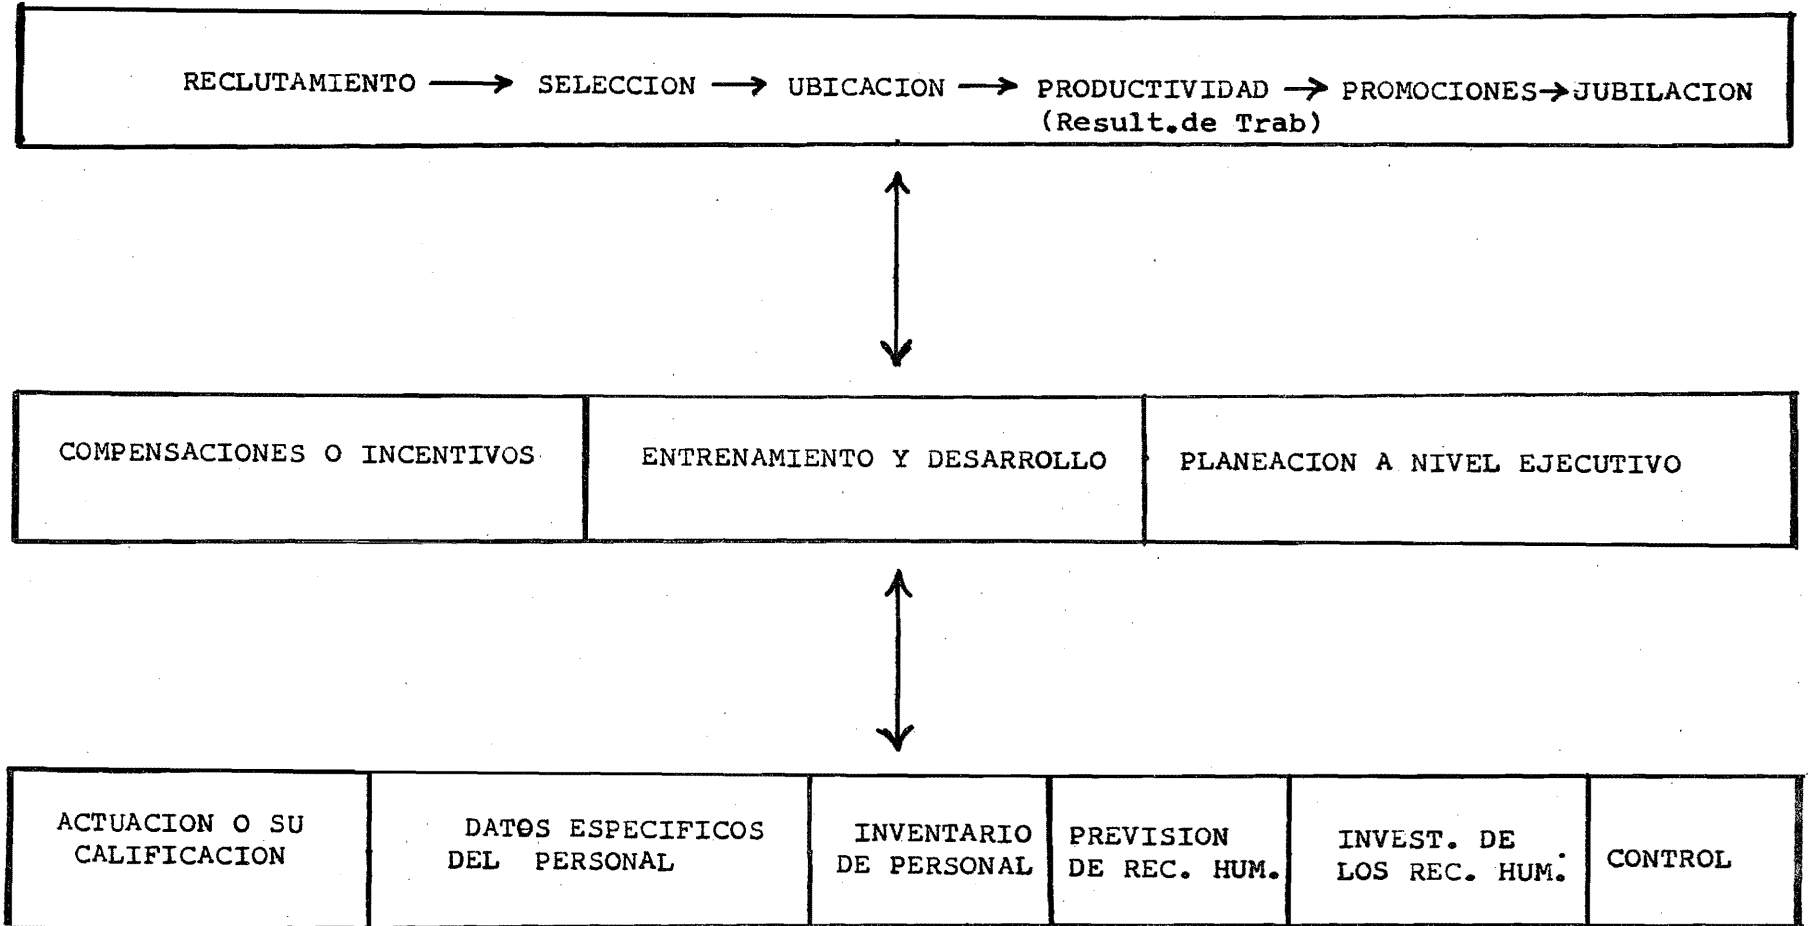 RECLUTAMIENTO → SELECCION → UBICACION → PRODUCTIVIDAD → PROMOCIONES → JUBILACION
(Result.de Trab)
COMPENSACIONES O INCENTIVOS
ENTRENAMIENTO Y DESARROLLO
PLANEACION A NIVEL EJECUTIVO
ACTUACION O SU
CALIFICACION
DATOS ESPECIFICOS
DEL PERSONAL
INVENTARIO
DE PERSONAL
PREVISION
DE REC. HUM.
INVEST. DE
LOS REC. HUM.
CONTROL